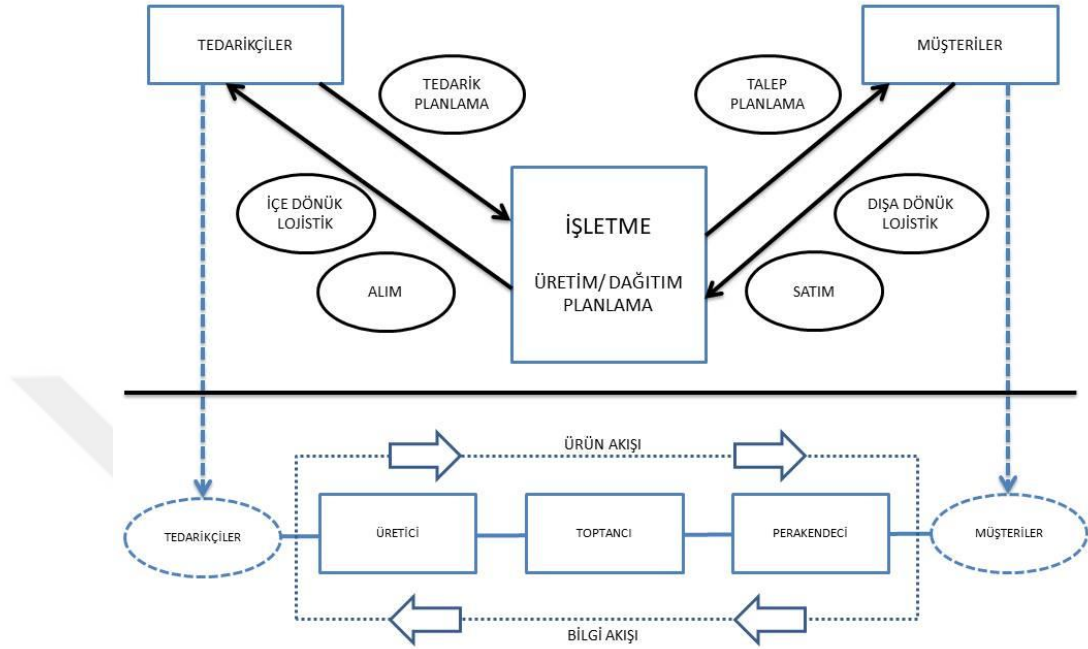 TEDARİKÇİLER
MÜŞTERİLER
TEDARİK
PLANLAMA
TALEP
PLANLAMA
İÇE DÖNÜK
LOJİSTİK
İŞLETME
DIŞA DÖNÜK
LOJİSTİK
ALIM
ÜRETİM/ DAĞITIM
PLANLAMA
SATIM
ÜRÜN AKIŞI
TEDARİKÇİLER
ÜRETİCİ
TOPTANCI
PERAKENDECİ
MÜŞTERİLER
BİLGİ AKIŞI